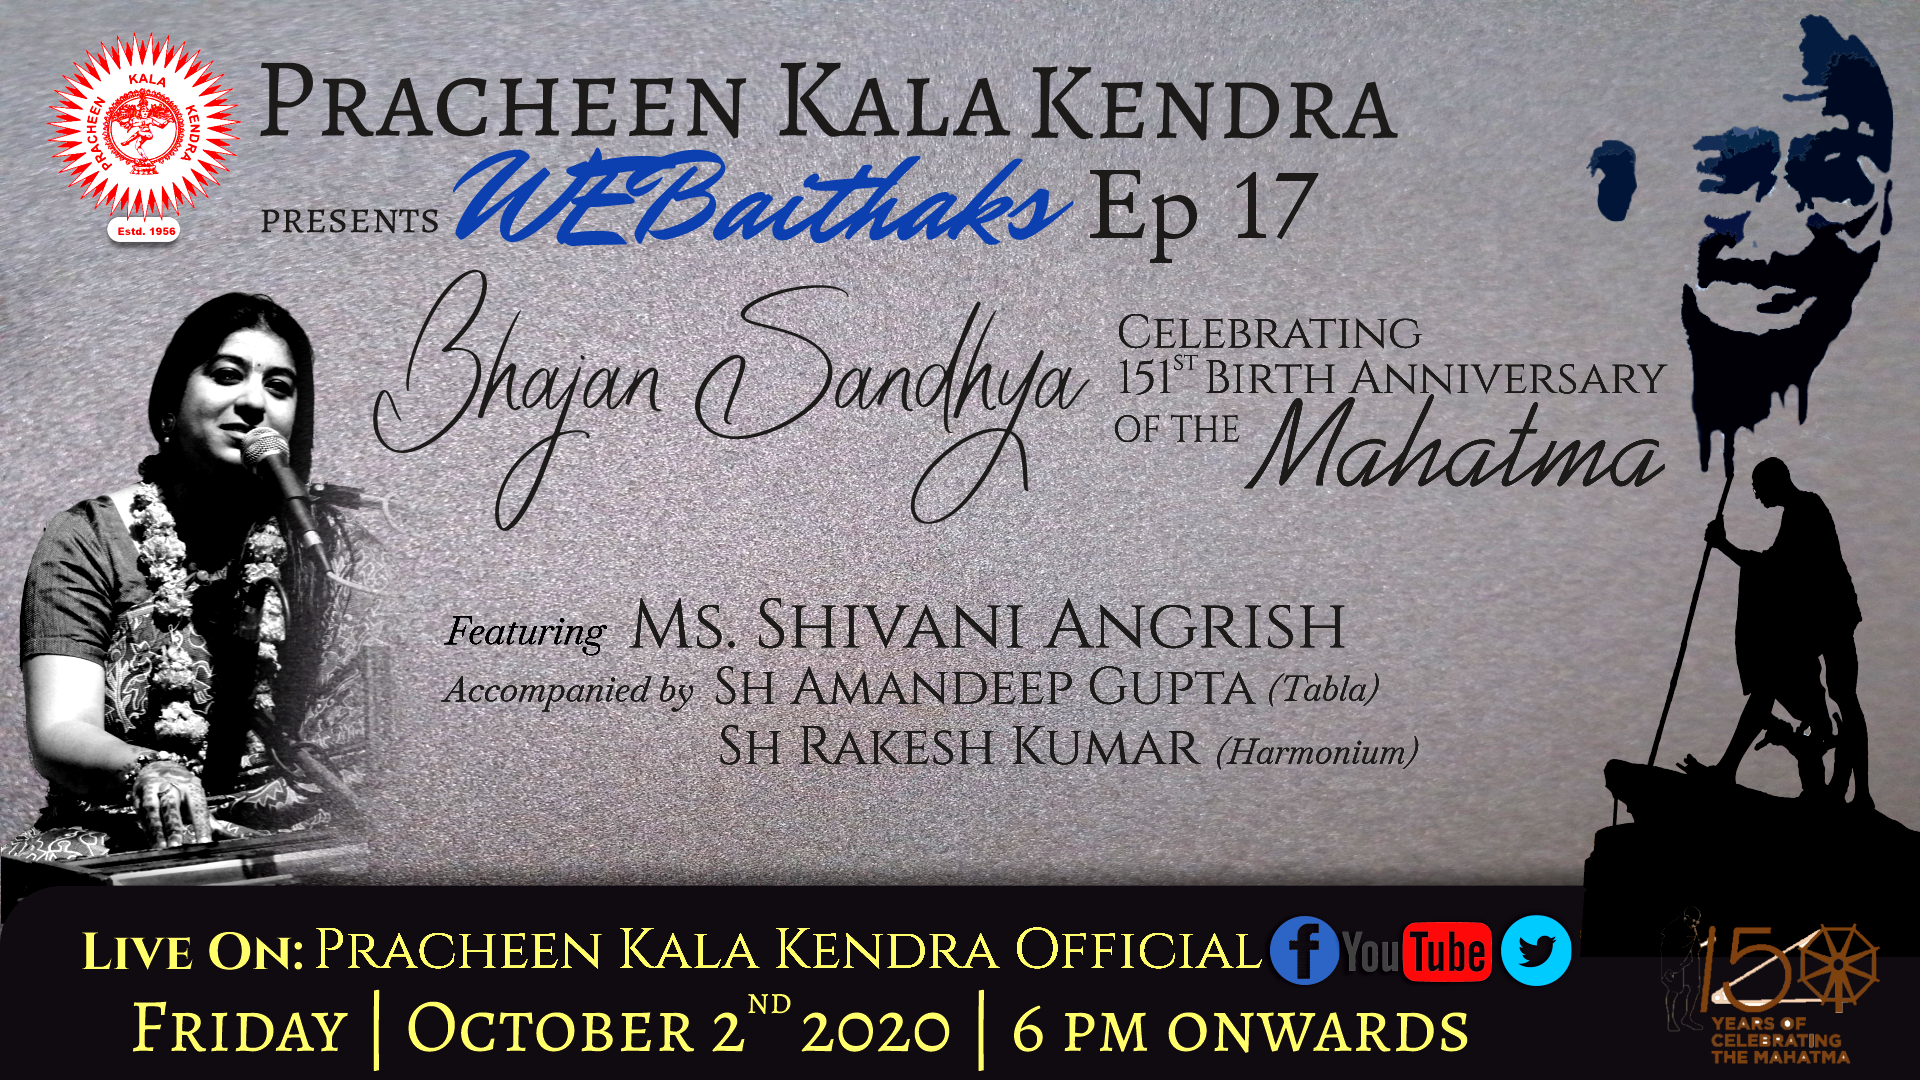 PRACHEEN KALA KENDRA
Estd. 1956
PRACHEEN KALA KENDRA
PRESENTS WEBaithaks Ep 17
Bhajan Sandhya
CELEBRATING
151ST BIRTH ANNIVERSARY
OF THE Mahatma
Featuring MS. SHIVANI ANGRISH
Accompanied by SH AMANDEEP GUPTA (Tabla)
SH RAKESH KUMAR (Harmonium)
LIVE ON: PRACHEEN KALA KENDRA OFFICIAL f YouTube
FRIDAY | OCTOBER 2ND 2020 | 6 PM ONWARDS
150
YEARS OF
CELEBRATING
THE MAHATMA